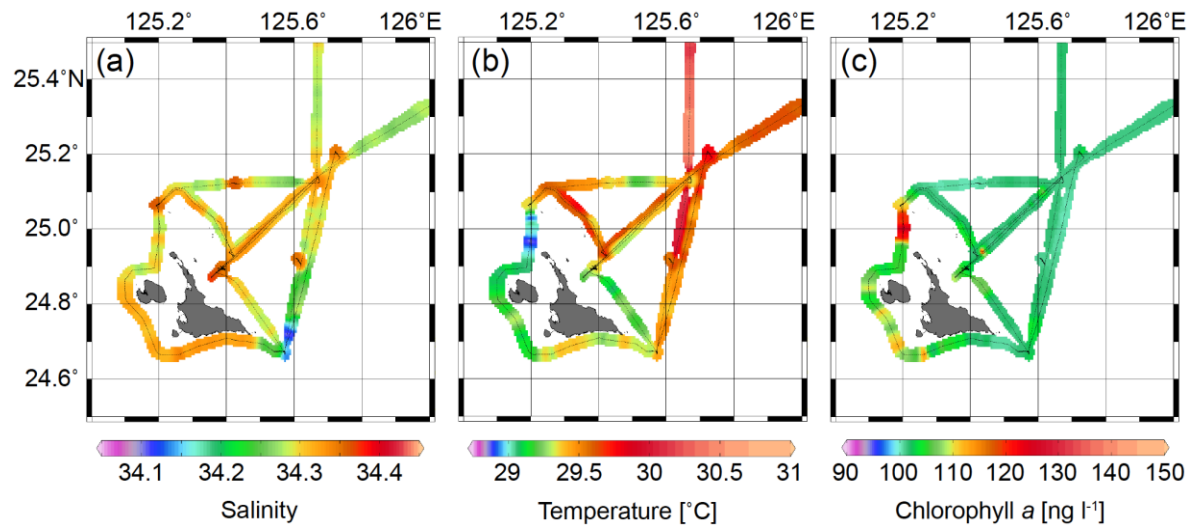 125.2˚ 125.6˚ 126˚E 125.2˚ 125.6˚ 126˚E 125.2˚ 125.6˚ 126˚E
(a) (b) (c)
25.4˚N
25.2˚
25.0˚
24.8˚
24.6˚
34.1 34.2 34.3 34.4 29 29.5 30 30.5 31 90 100 110 120 130 140 150
Salinity Temperature [˚C] Chlorophyll a [ng l⁻¹]